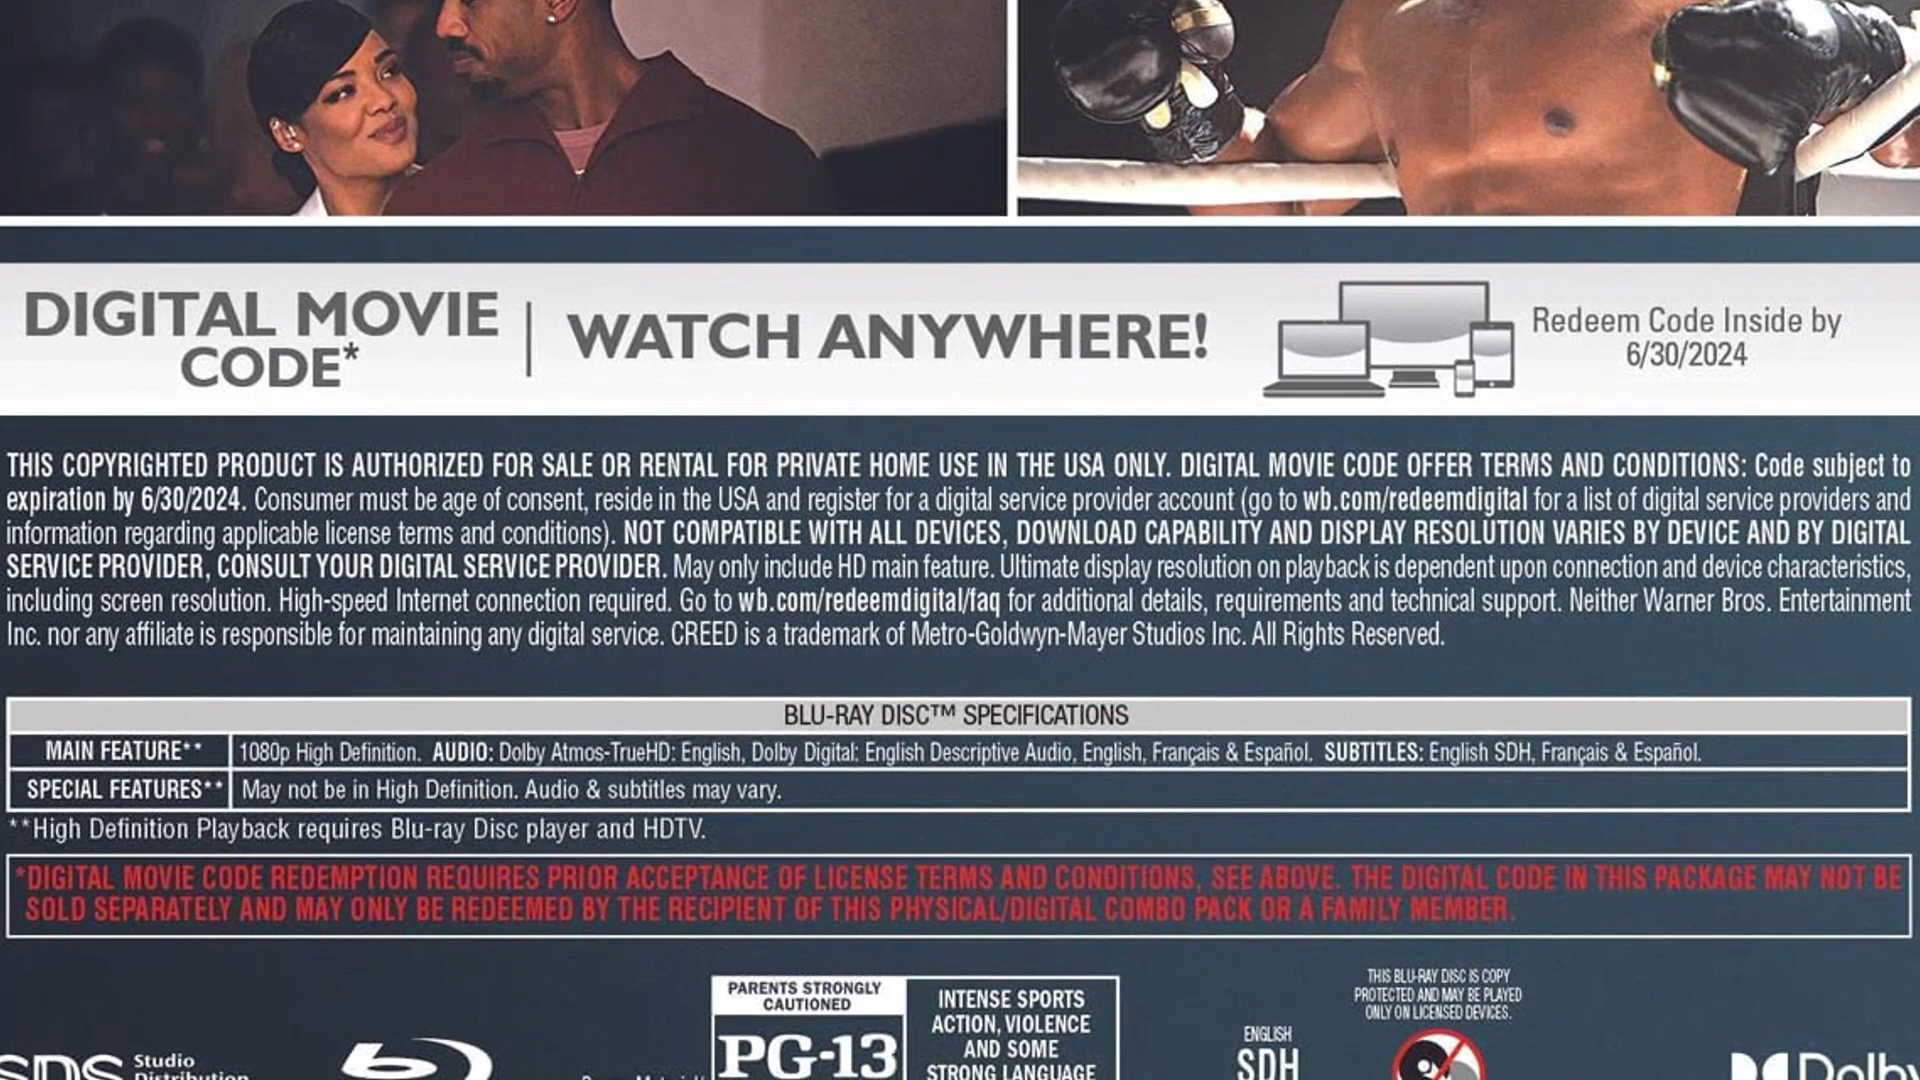 DIGITAL MOVIE
CODE*
WATCH ANYWHERE!
Redeem Code Inside by
6/30/2024
THIS COPYRIGHTED PRODUCT IS AUTHORIZED FOR SALE OR RENTAL FOR PRIVATE HOME USE IN THE USA ONLY. DIGITAL MOVIE CODE OFFER TERMS AND CONDITIONS: Code subject to
expiration by 6/30/2024. Consumer must be age of consent, reside in the USA and register for a digital service provider account (go to wb.com/redeemdigital for a list of digital service providers and
information regarding applicable license terms and conditions). NOT COMPATIBLE WITH ALL DEVICES, DOWNLOAD CAPABILITY AND DISPLAY RESOLUTION VARIES BY DEVICE AND BY DIGITAL
SERVICE PROVIDER, CONSULT YOUR DIGITAL SERVICE PROVIDER. May only include HD main feature. Ultimate display resolution on playback is dependent upon connection and device characteristics,
including screen resolution. High-speed Internet connection required. Go to wb.com/redeemdigital/faq for additional details, requirements and technical support. Neither Warner Bros. Entertainment
Inc. nor any affiliate is responsible for maintaining any digital service. CREED is a trademark of Metro-Goldwyn-Mayer Studios Inc. All Rights Reserved.
BLU-RAY DISC™ SPECIFICATIONS
MAIN FEATURE** 1080p High Definition. AUDIO: Dolby Atmos-TrueHD: English, Dolby Digital: English Descriptive Audio, English, Français & Español. SUBTITLES: English SDH, Français & Español.
SPECIAL FEATURES** May not be in High Definition. Audio & subtitles may vary.
**High Definition Playback requires Blu-ray Disc player and HDTV.
*DIGITAL MOVIE CODE REDEMPTION REQUIRES PRIOR ACCEPTANCE OF LICENSE TERMS AND CONDITIONS, SEE ABOVE. THE DIGITAL CODE IN THIS PACKAGE MAY NOT BE
SOLD SEPARATELY AND MAY ONLY BE REDEEMED BY THE RECIPIENT OF THIS PHYSICAL/DIGITAL COMBO PACK OR A FAMILY MEMBER.
SDS
Studio
Distribution
PARENTS STRONGLY
CAUTIONED
PG-13
INTENSE SPORTS
ACTION, VIOLENCE
AND SOME
STRONG LANGUAGE
ENGLISH
SDH
THIS BLU-RAY DISC IS COPY
PROTECTED AND MAY BE PLAYED
ONLY ON LICENSED DEVICES.
Dolby